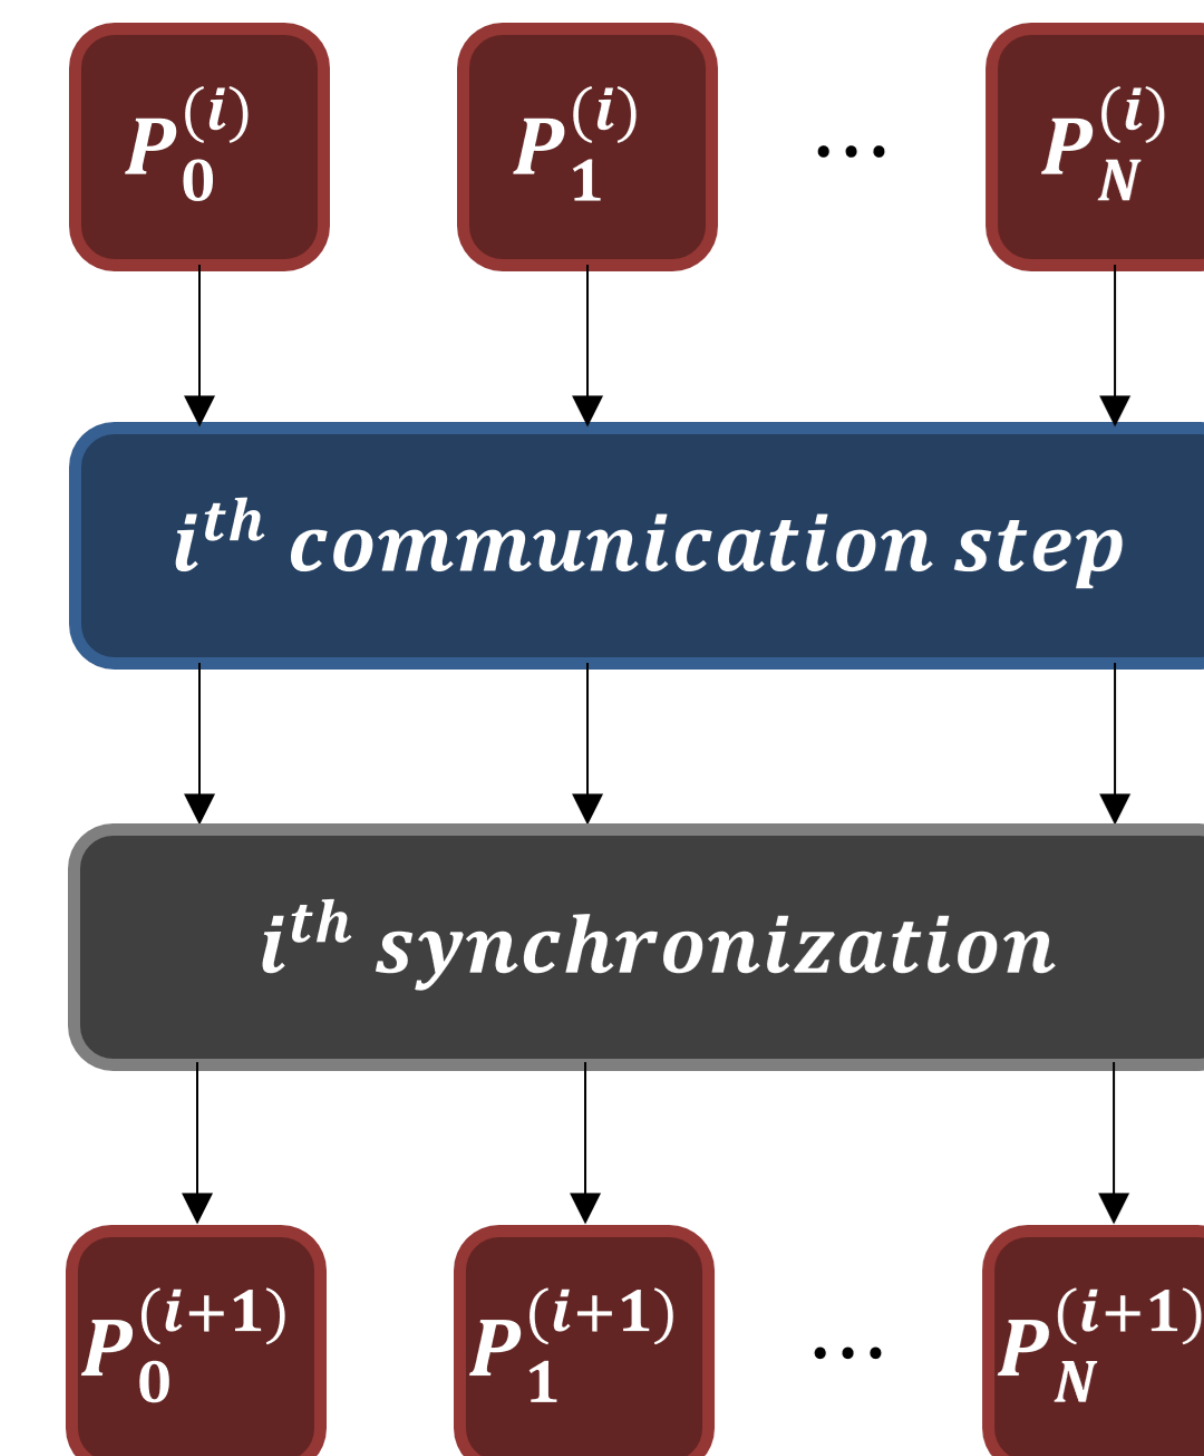 P_0^(i) P_1^(i) ... P_N^(i)
i^th communication step
i^th synchronization
P_0^(i+1) P_1^(i+1) ... P_N^(i+1)